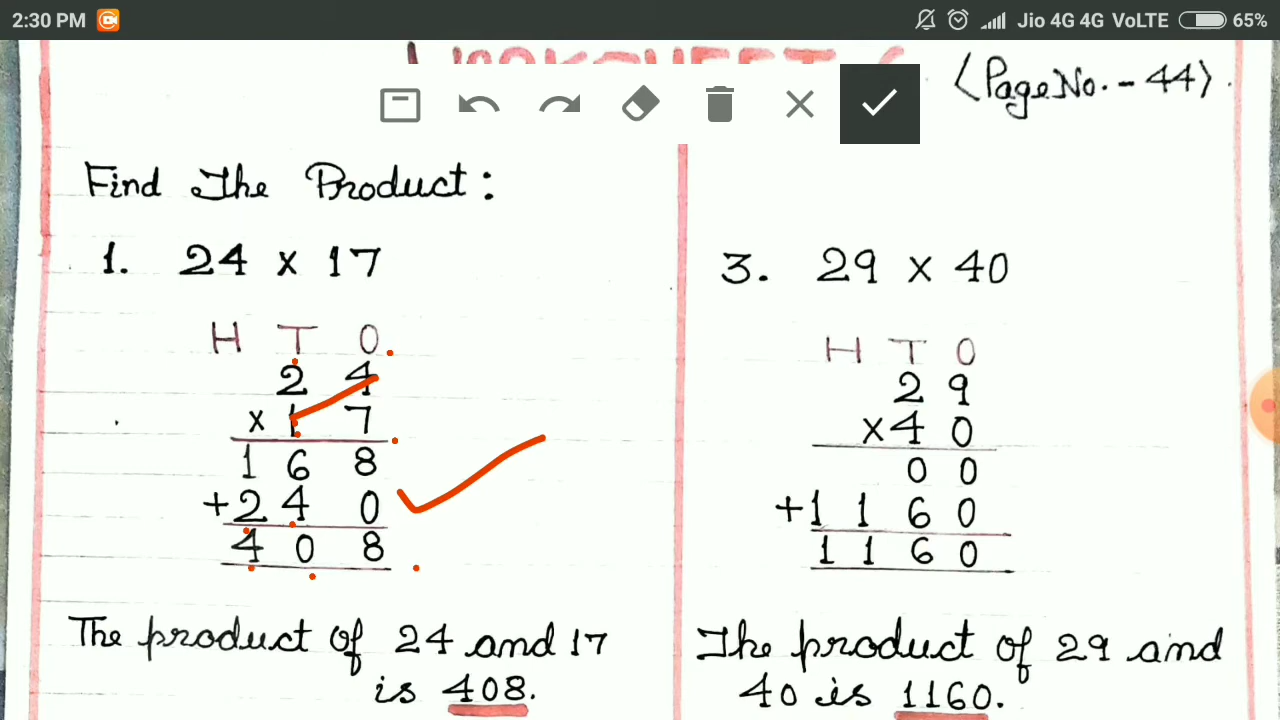 2:30 PM Jio 4G 4G VoLTE 65%
WORKSHEET
(Page No. - 44)
Find The Product:
1. 24 x 17
H T O
2 4
x 1 7
1 6 8
+ 2 4 0
4 0 8
The product of 24 and 17
is 408.
3. 29 x 40
H T O
2 9
x 4 0
0 0
+ 1 1 6 0
1 1 6 0
The product of 29 and
40 is 1160.